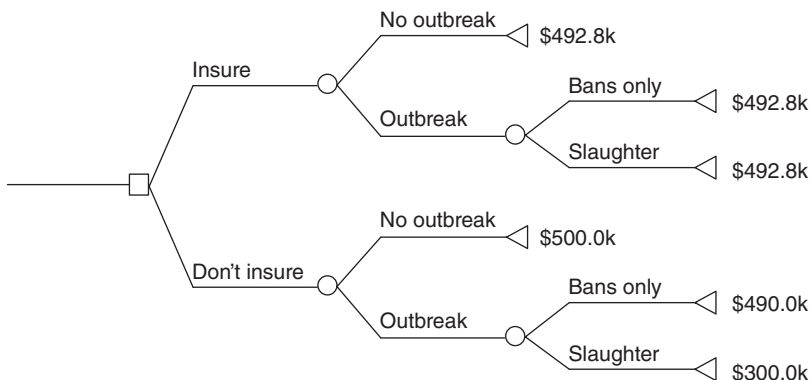 No outbreak
$492.8k
Insure
Bans only
$492.8k
Outbreak
Slaughter
$492.8k
No outbreak
$500.0k
Don't insure
Bans only
$490.0k
Outbreak
Slaughter
$300.0k